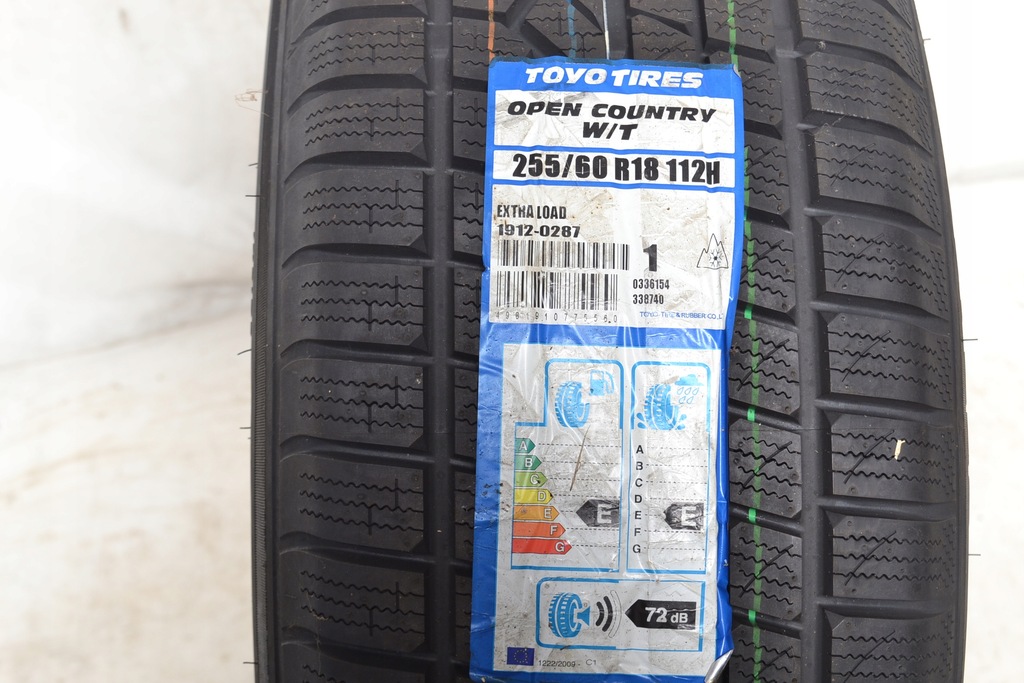 TOYO TIRES
OPEN COUNTRY
W/T
255/60 R18 112H
EXTRA LOAD
1912-0287
1
0336154
338740
TOYO TIRE & RUBBER CO.,L
A
B
C
D
E
F
G
E
A
B
C
D
E
F
G
E
72 dB
1222/2009 - C1